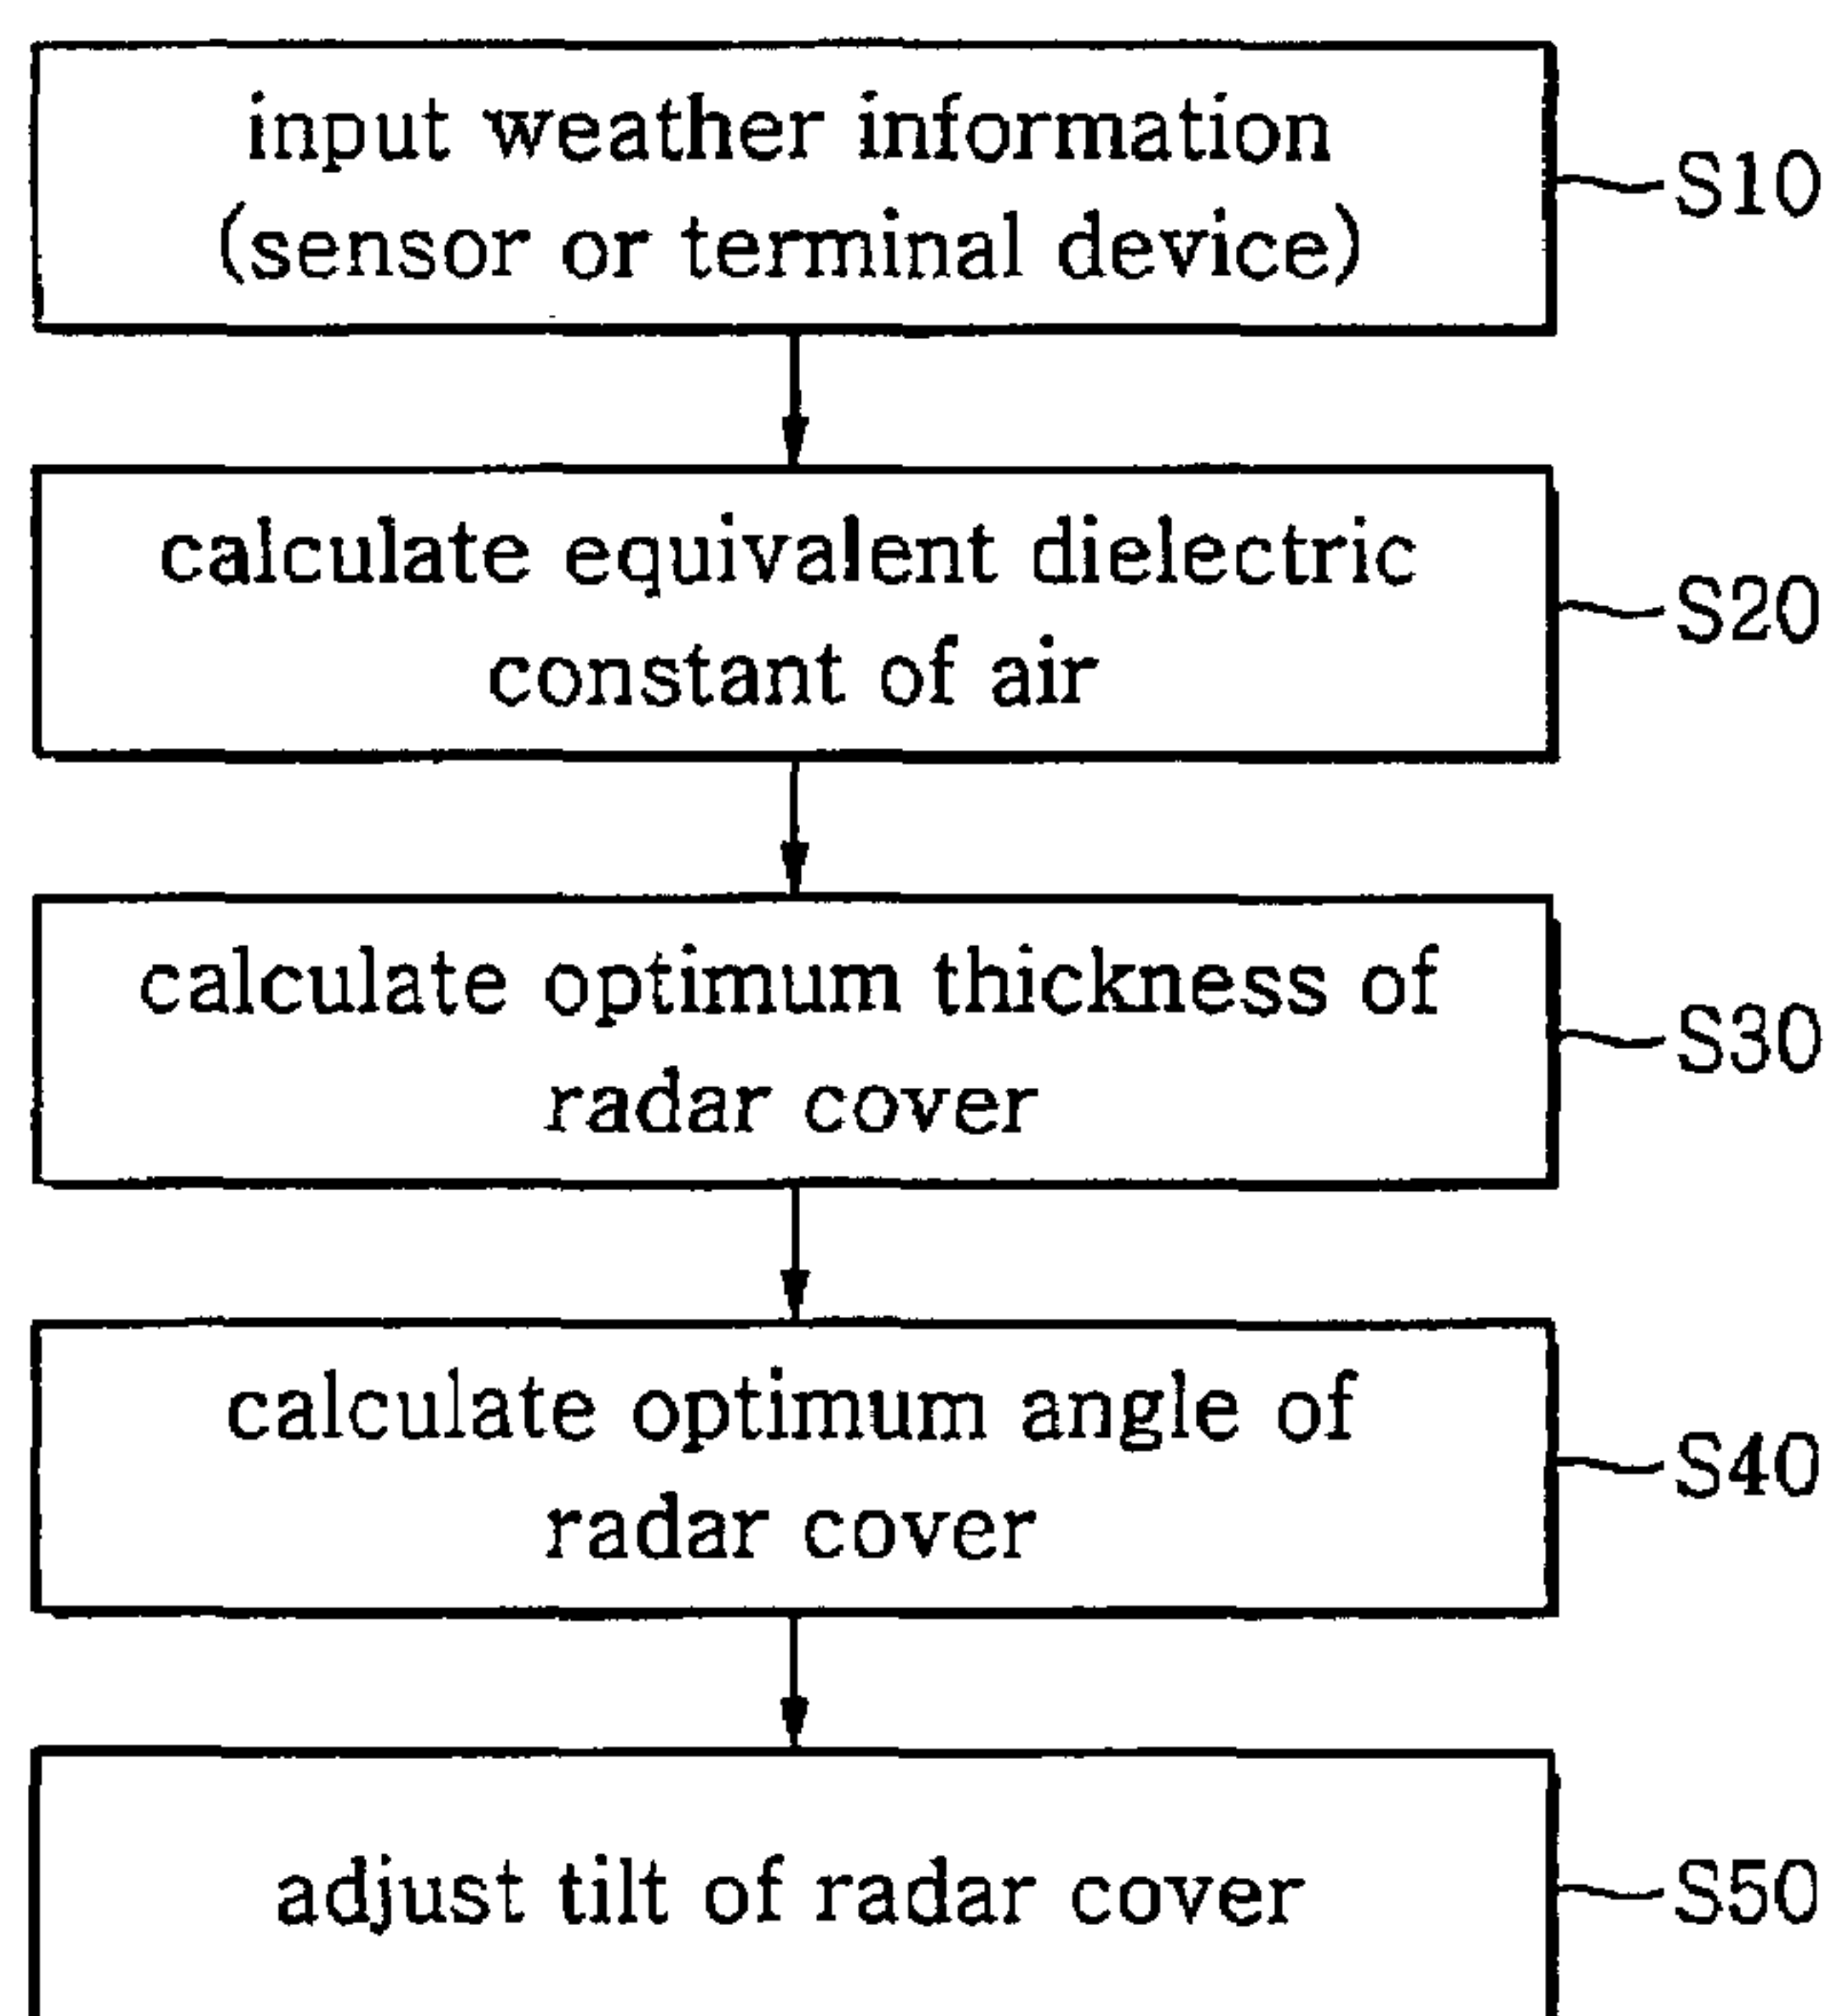 input weather information
(sensor or terminal device)
S10
calculate equivalent dielectric
constant of air
S20
calculate optimum thickness of
radar cover
S30
calculate optimum angle of
radar cover
S40
adjust tilt of radar cover
S50